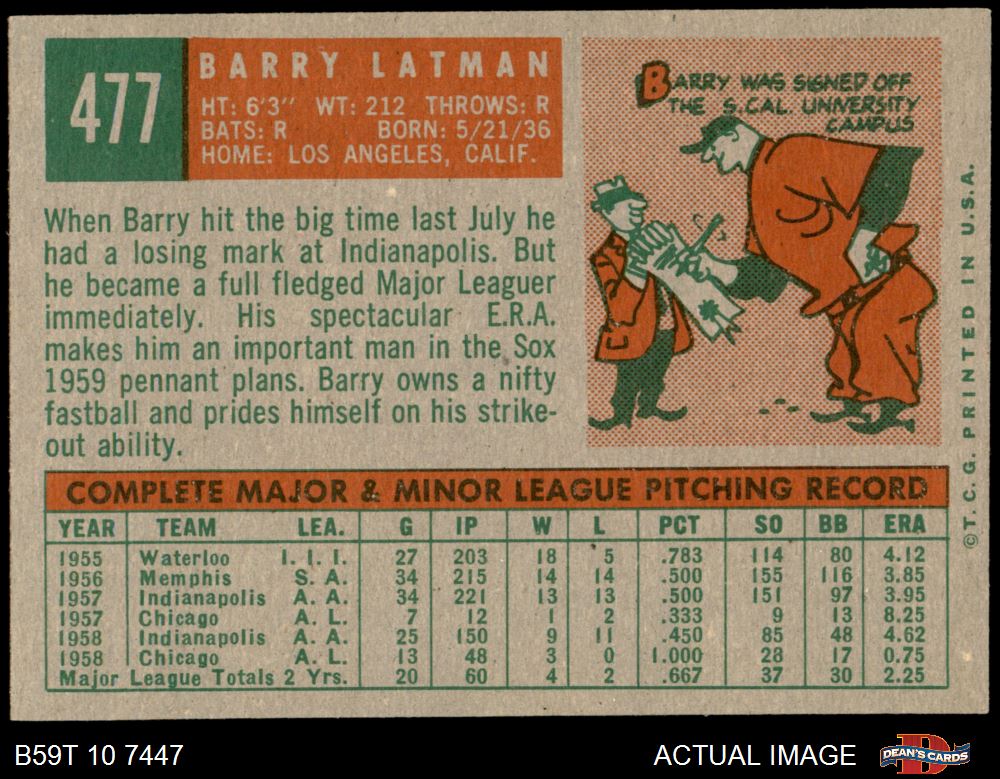 477
BARRY LATMAN
HT: 6'3" WT: 212 THROWS: R
BATS: R BORN: 5/21/36
HOME: LOS ANGELES, CALIF.
BARRY WAS SIGNED OFF
THE S. CAL. UNIVERSITY
CAMPUS
When Barry hit the big time last July he
had a losing mark at Indianapolis. But
he became a full fledged Major Leaguer
immediately. His spectacular E.R.A.
makes him an important man in the Sox
1959 pennant plans. Barry owns a nifty
fastball and prides himself on his strike-
out ability.
COMPLETE MAJOR & MINOR LEAGUE PITCHING RECORD
YEAR TEAM LEA. G IP W L PCT SO BB ERA
1955 Waterloo I. I. I. 27 203 18 5 .783 114 80 4.12
1956 Memphis S. A. 34 215 14 14 .500 155 116 3.85
1957 Indianapolis A. A. 34 221 13 13 .500 151 97 3.95
1957 Chicago A. L. 7 12 1 2 .333 9 13 8.25
1958 Indianapolis A. A. 25 150 9 11 .450 85 48 4.62
1958 Chicago A. L. 13 48 3 0 1.000 28 17 0.75
Major League Totals 2 Yrs. 20 60 4 2 .667 37 30 2.25
© T. C. G. PRINTED IN U.S.A.
B59T 10 7447
ACTUAL IMAGE
DEAN'S CARDS